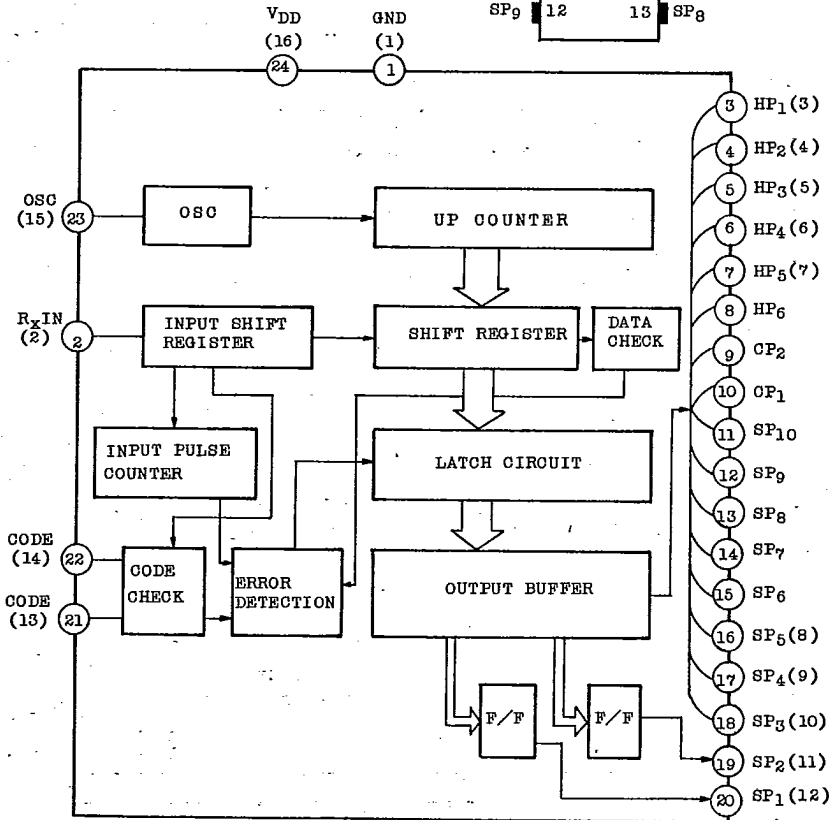 SP9 12 13 SP8
VDD GND
(16) (1)
24 1
3 HP1(3)
4 HP2(4)
5 HP3(5)
6 HP4(6)
7 HP5(7)
8 HP6
9 CP2
10 CP1
11 SP10
12 SP9
13 SP8
14 SP7
15 SP6
16 SP5(8)
17 SP4(9)
18 SP3(10)
19 SP2(11)
20 SP1(12)
OSC
(15) 23
OSC
UP COUNTER
RXIN
(2) 2
INPUT SHIFT
REGISTER
SHIFT REGISTER
DATA
CHECK
INPUT PULSE
COUNTER
LATCH CIRCUIT
CODE
(14) 22
CODE
(13) 21
CODE
CHECK
ERROR
DETECTION
OUTPUT BUFFER
F/F
F/F